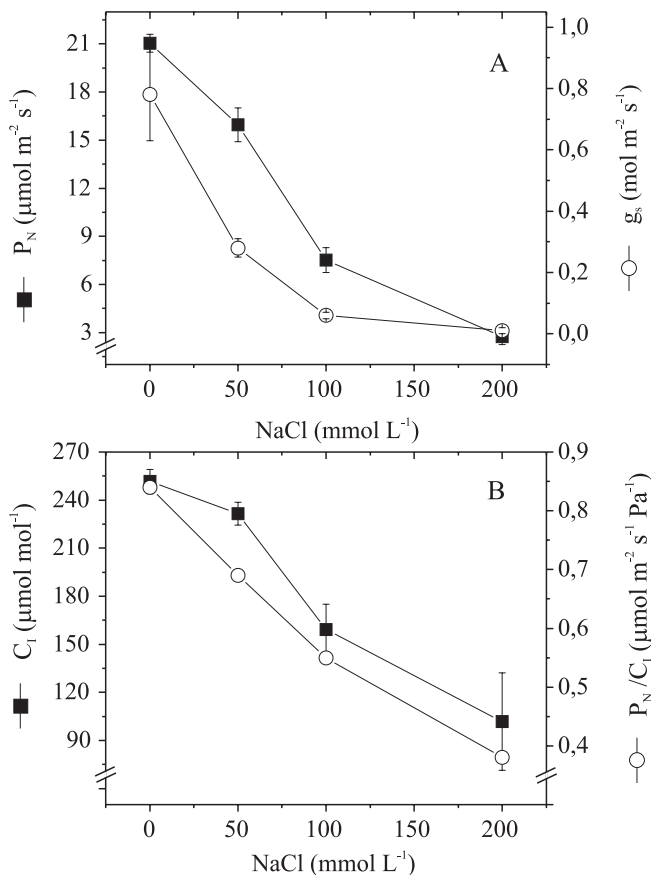 A
21
18
15
12
9
6
3
P_N (µmol m⁻² s⁻¹)
1,0
0,8
0,6
0,4
0,2
0,0
g_s (mol m⁻² s⁻¹)
0 50 100 150 200
NaCl (mmol L⁻¹)
B
270
240
210
180
150
120
90
C_I (µmol mol⁻¹)
0,9
0,8
0,7
0,6
0,5
0,4
P_N /C_I (µmol m⁻² s⁻¹ Pa⁻¹)
0 50 100 150 200
NaCl (mmol L⁻¹)